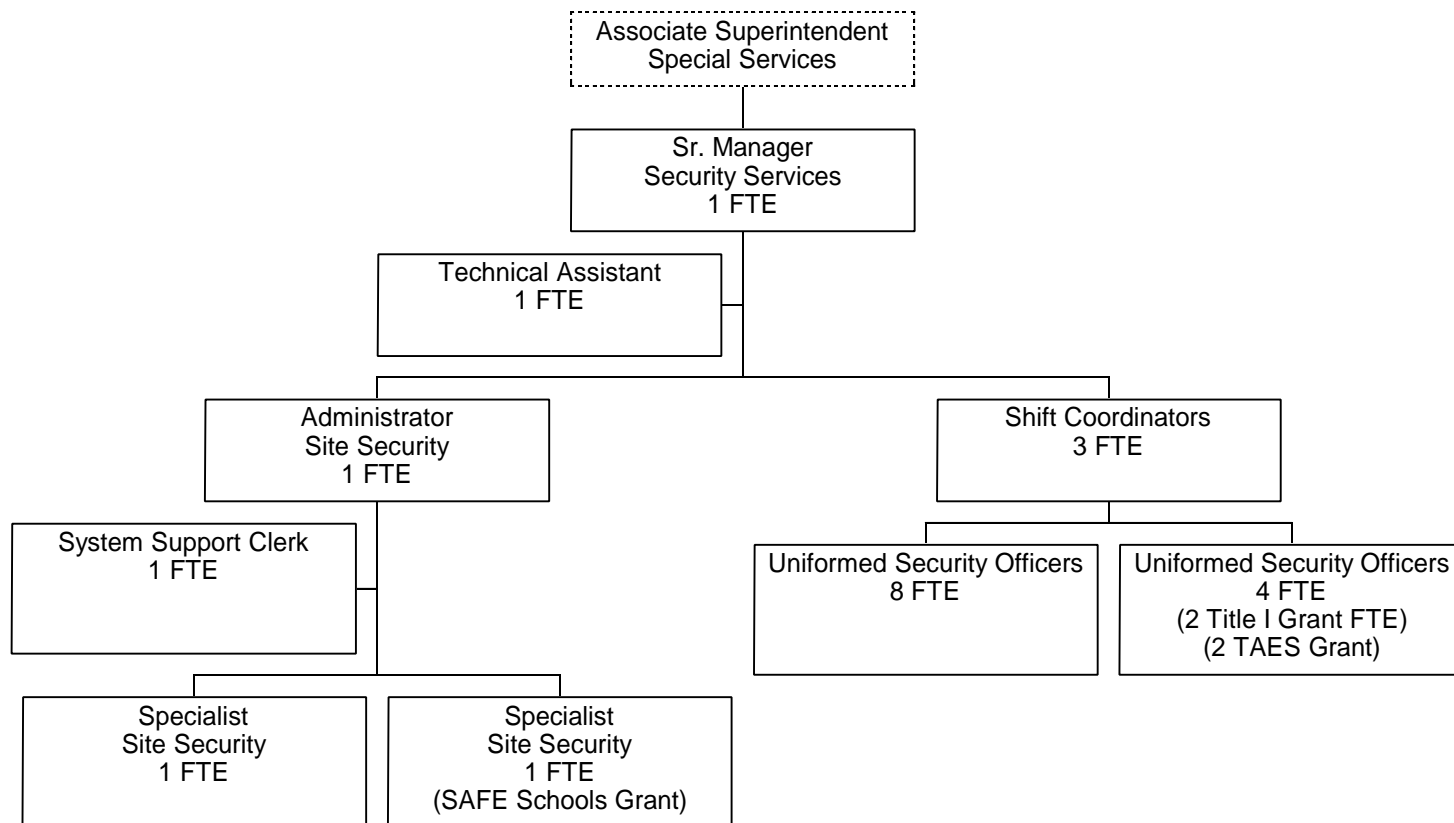 Associate Superintendent
Special Services
Sr. Manager
Security Services
1 FTE
Technical Assistant
1 FTE
Administrator
Site Security
1 FTE
Shift Coordinators
3 FTE
System Support Clerk
1 FTE
Uniformed Security Officers
8 FTE
Uniformed Security Officers
4 FTE
(2 Title I Grant FTE)
(2 TAES Grant)
Specialist
Site Security
1 FTE
Specialist
Site Security
1 FTE
(SAFE Schools Grant)